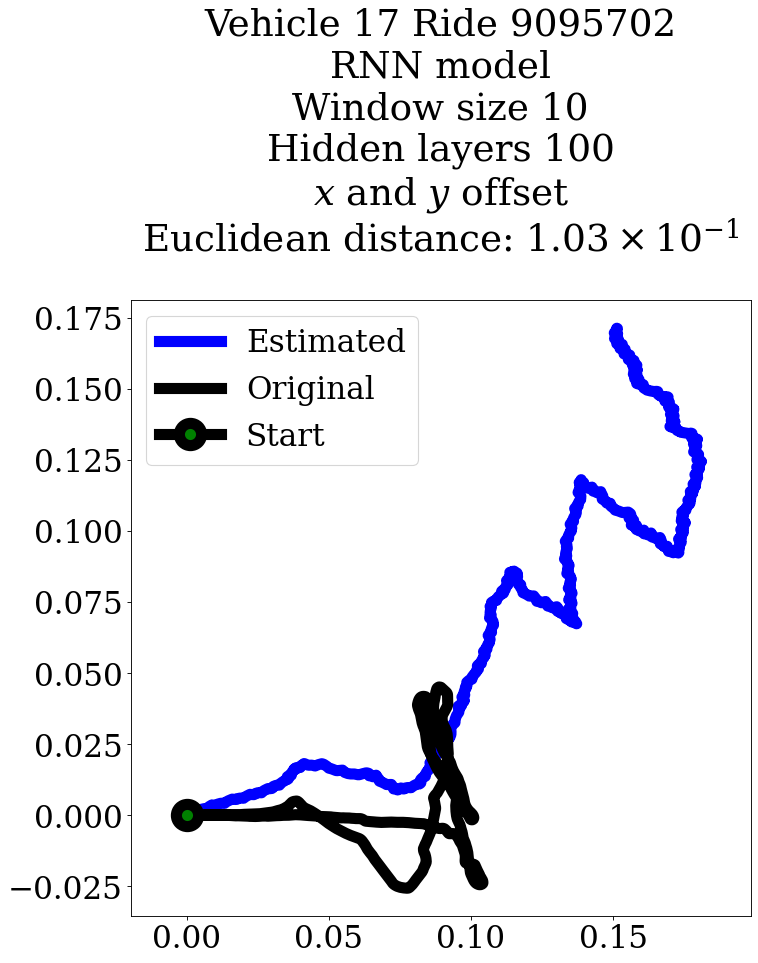 Vehicle 17 Ride 9095702
RNN model
Window size 10
Hidden layers 100
x and y offset
Euclidean distance: 1.03 × 10⁻¹
Estimated
Original
Start
0.175
0.150
0.125
0.100
0.075
0.050
0.025
0.000
−0.025
0.00 0.05 0.10 0.15